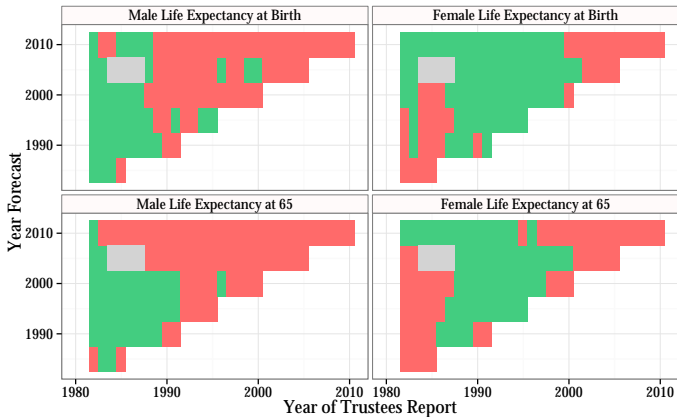 Male Life Expectancy at Birth
Female Life Expectancy at Birth
2010
2000
1990
Male Life Expectancy at 65
Female Life Expectancy at 65
2010
2000
1990
Year Forecast
1980 1990 2000 2010 1980 1990 2000 2010
Year of Trustees Report